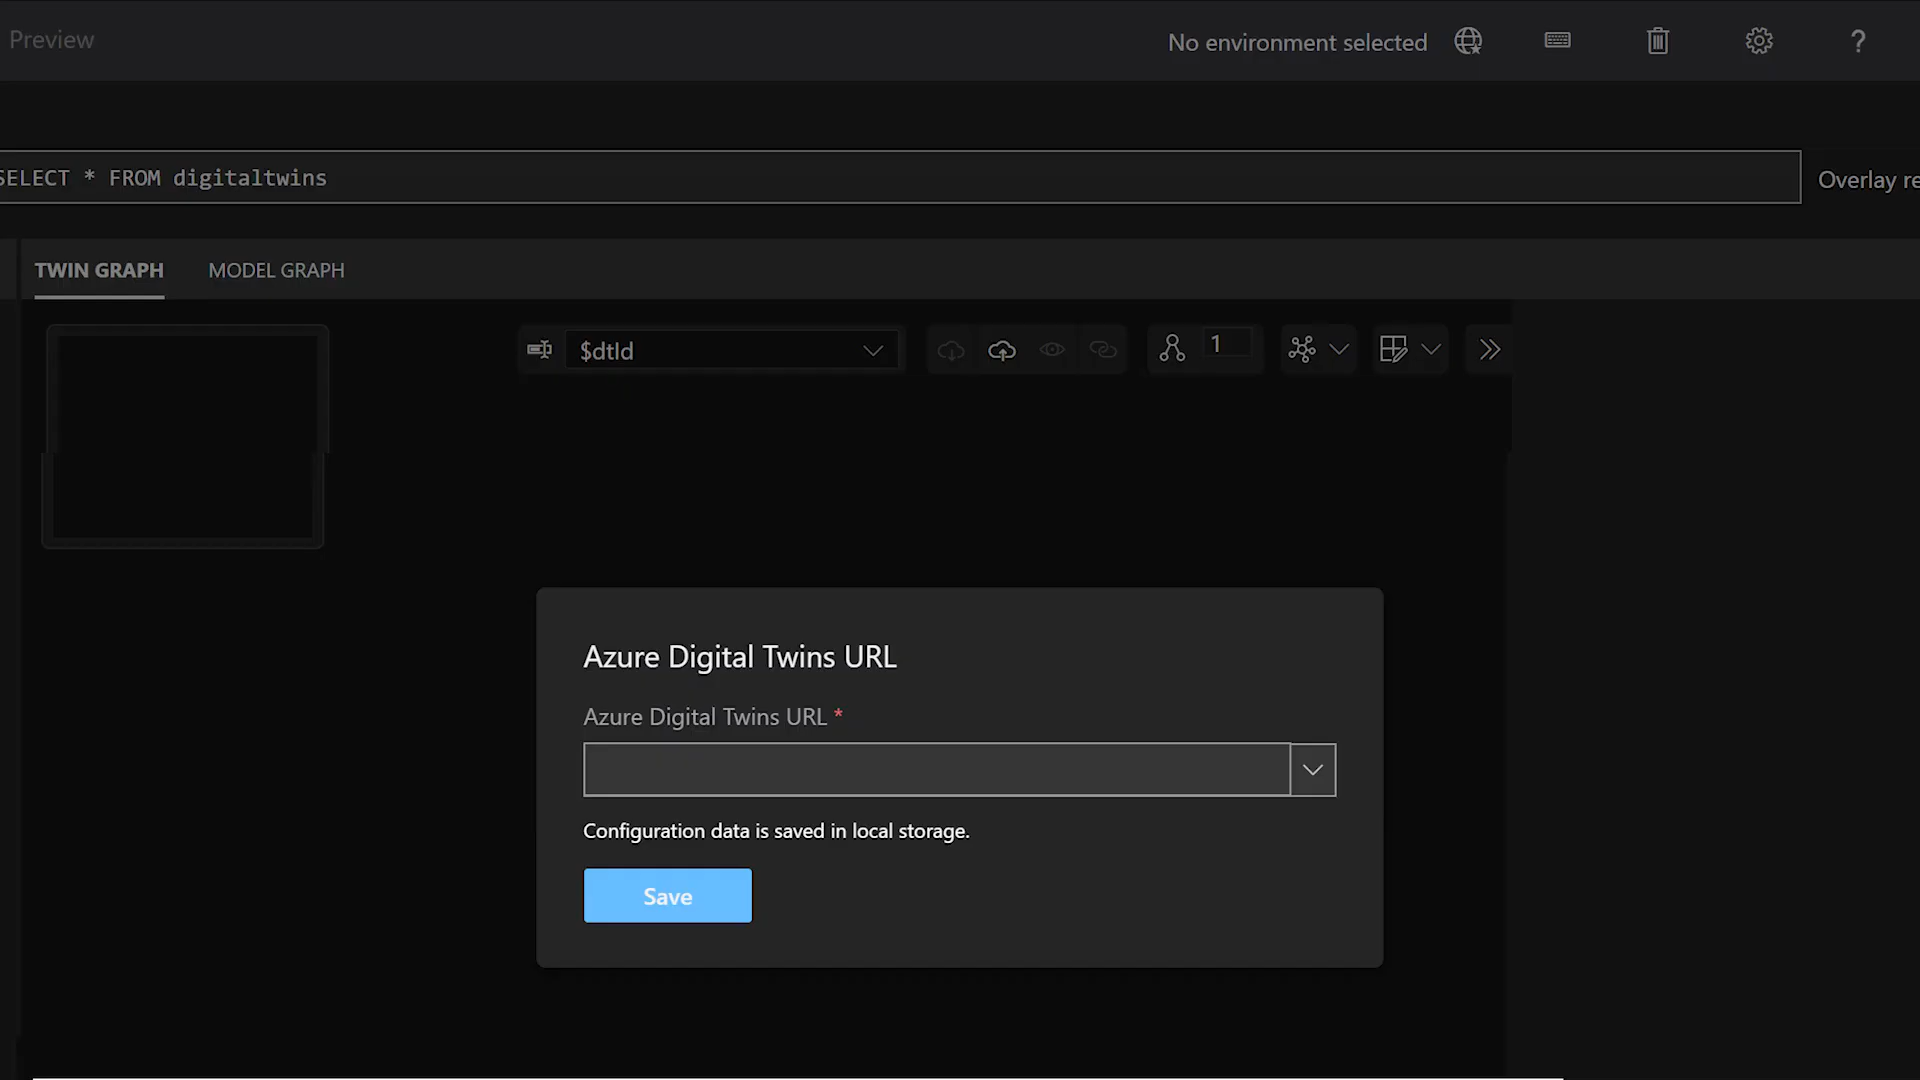 Preview
No environment selected
?
SELECT * FROM digitaltwins
Overlay re
TWIN GRAPH
MODEL GRAPH
$dtId
1
Azure Digital Twins URL
Azure Digital Twins URL *
Configuration data is saved in local storage.
Save